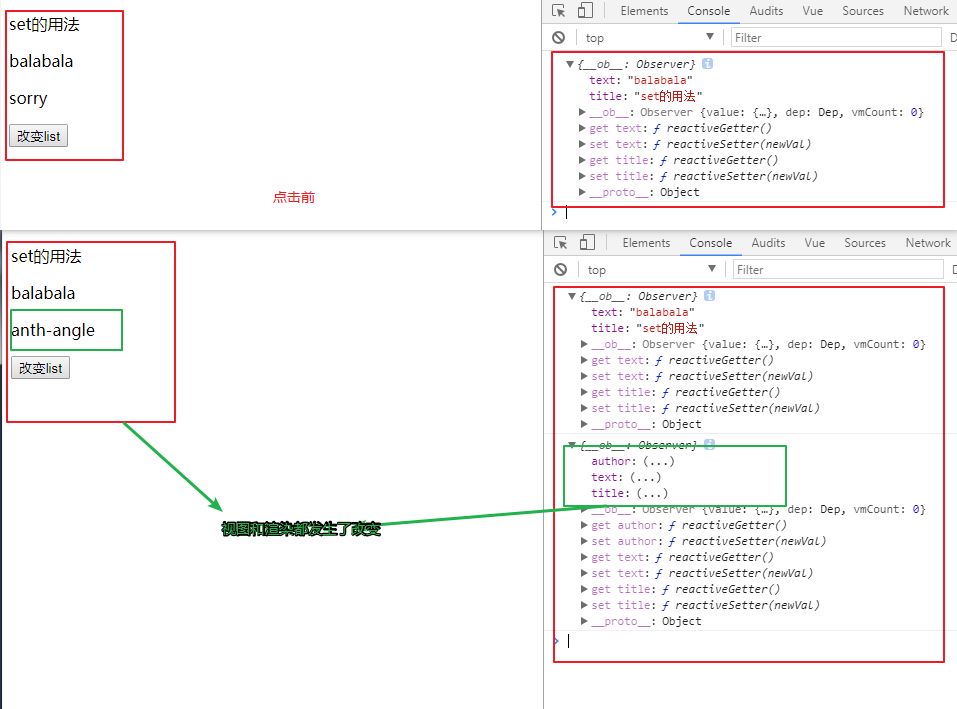 set的用法
balabala
sorry
改变list
点击前
Elements Console Audits Vue Sources Network
top ▼ Filter D
▼{__ob__: Observer} i
text: "balabala"
title: "set的用法"
▶__ob__: Observer {value: {…}, dep: Dep, vmCount: 0}
▶get text: ƒ reactiveGetter()
▶set text: ƒ reactiveSetter(newVal)
▶get title: ƒ reactiveGetter()
▶set title: ƒ reactiveSetter(newVal)
▶__proto__: Object
>
set的用法
balabala
anth-angle
改变list
视图和渲染都发生了改变
Elements Console Audits Vue Sources Network
top ▼ Filter D
▼{__ob__: Observer} i
text: "balabala"
title: "set的用法"
▶__ob__: Observer {value: {…}, dep: Dep, vmCount: 0}
▶get text: ƒ reactiveGetter()
▶set text: ƒ reactiveSetter(newVal)
▶get title: ƒ reactiveGetter()
▶set title: ƒ reactiveSetter(newVal)
▶__proto__: Object
▼{__ob__: Observer} i
author: (...)
text: (...)
title: (...)
▶__ob__: Observer {value: {…}, dep: Dep, vmCount: 0}
▶get author: ƒ reactiveGetter()
▶set author: ƒ reactiveSetter(newVal)
▶get text: ƒ reactiveGetter()
▶set text: ƒ reactiveSetter(newVal)
▶get title: ƒ reactiveGetter()
▶set title: ƒ reactiveSetter(newVal)
▶__proto__: Object
>